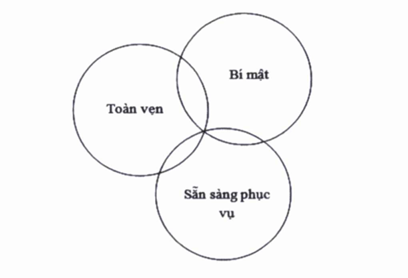 Bí mật
Toàn vẹn
Sẵn sàng phục
vụ